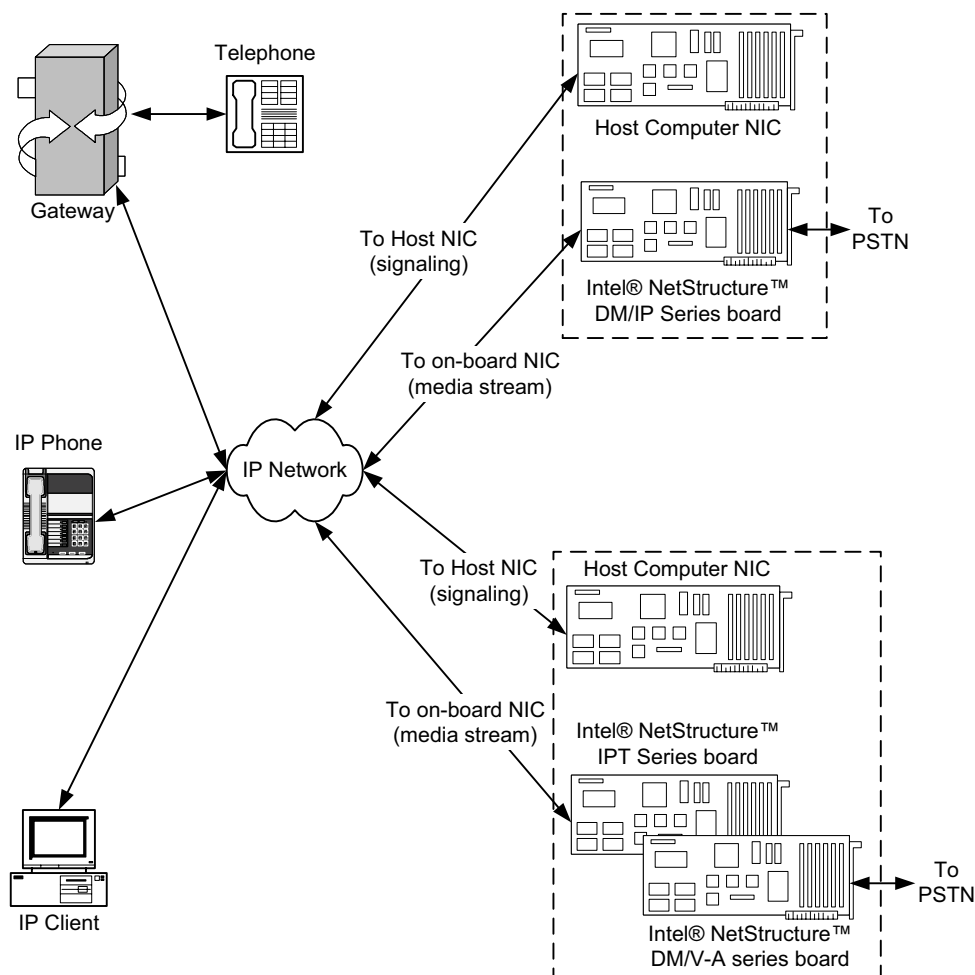 Telephone
Gateway
Host Computer NIC
To
PSTN
To Host NIC
(signaling)
Intel® NetStructure™
DM/IP Series board
To on-board NIC
(media stream)
IP Phone
IP Network
To Host NIC
(signaling)
Host Computer NIC
To on-board NIC
(media stream)
Intel® NetStructure™
IPT Series board
To
PSTN
IP Client
Intel® NetStructure™
DM/V-A series board